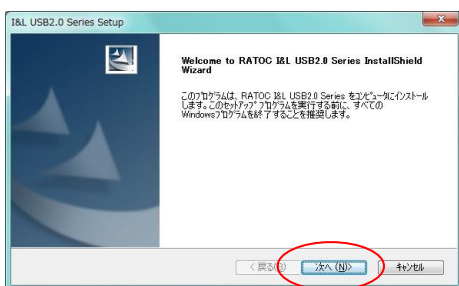 I&L USB2.0 Series Setup
Welcome to RATOC I&L USB2.0 Series InstallShield
Wizard
このプログラムは、RATOC I&L USB2.0 Series をコンピュータにインストール
します。このセットアップ プログラムを実行する前に、すべての
Windowsプログラムを終了することを推奨します。
< 戻る(B)
次へ (N)>
キャンセル